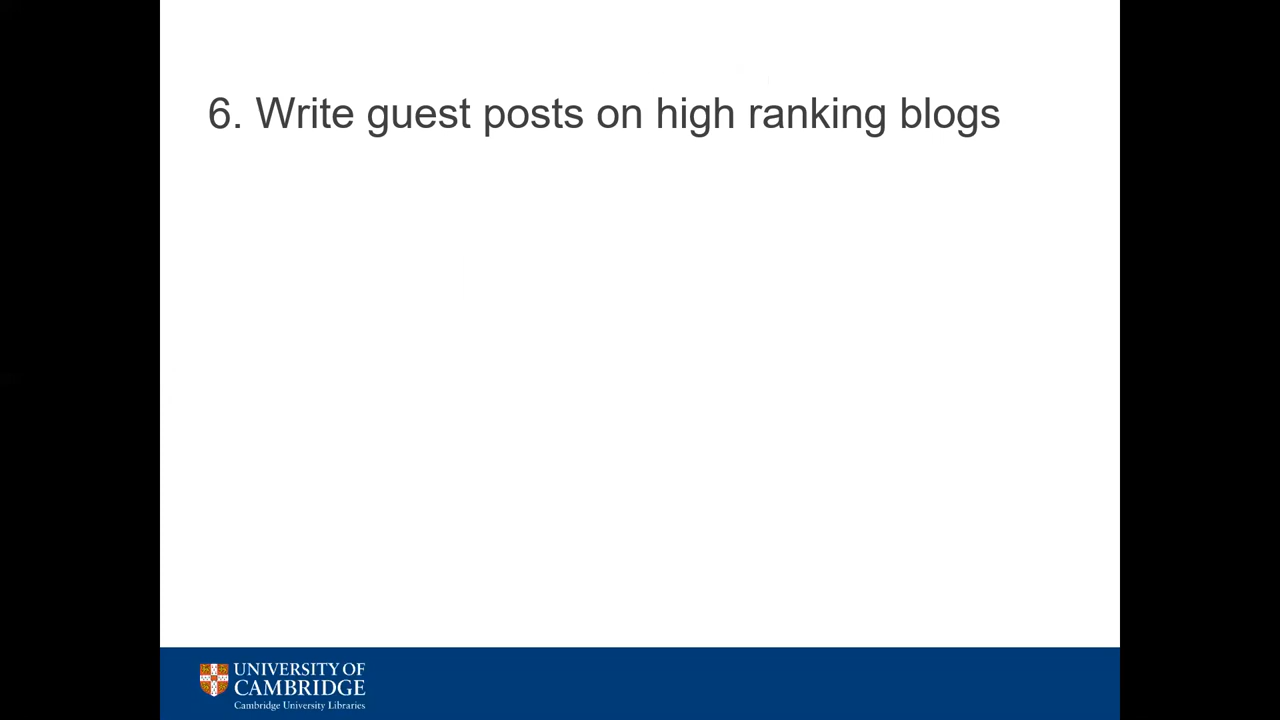 6. Write guest posts on high ranking blogs
UNIVERSITY OF
CAMBRIDGE
Cambridge University Libraries